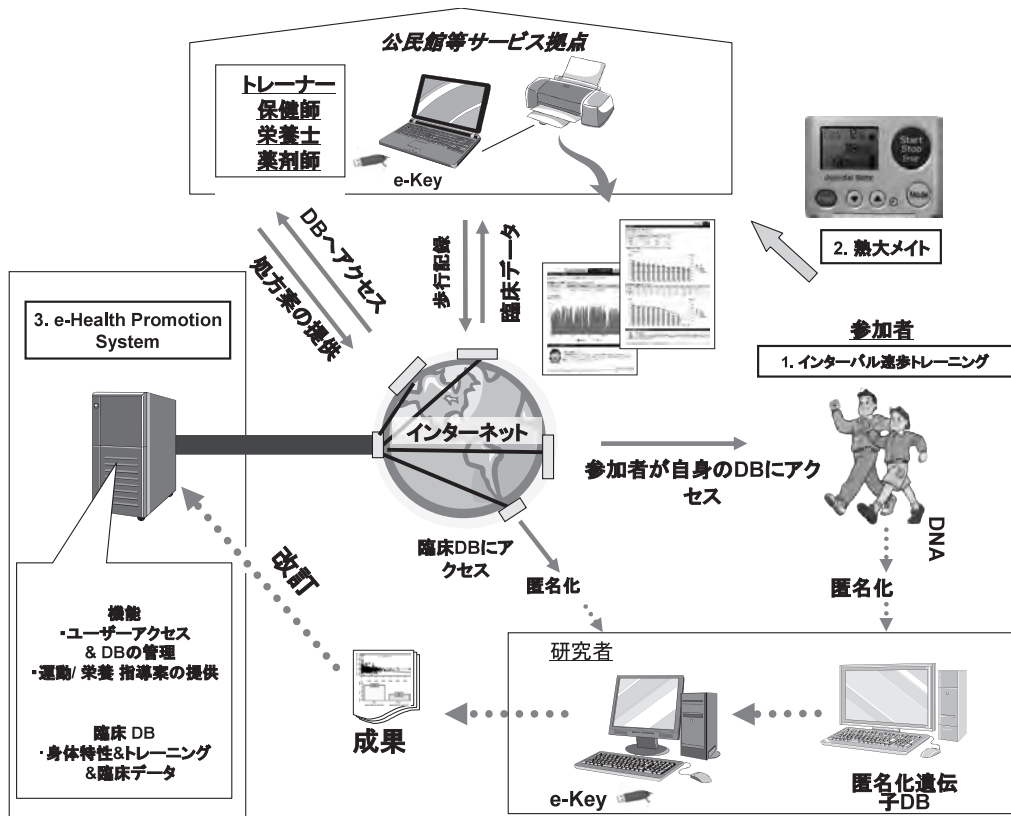 公民館等サービス拠点
トレーナー
保健師
栄養士
薬剤師
e-Key
Start
Stop
Mode
2. 熟大メイト
DBへアクセス
処方案の提供
歩行記録
臨床データ
3. e-Health Promotion
System
参加者
1. インターバル速歩トレーニング
インターネット
参加者が自身のDBにアク
セス
DNA
臨床DBにア
クセス
匿名化
匿名化
改訂
機能
・ユーザーアクセス
& DBの管理
・運動/ 栄養 指導案の提供
臨床 DB
・身体特性&トレーニング
&臨床データ
成果
研究者
e-Key
匿名化遺伝
子DB